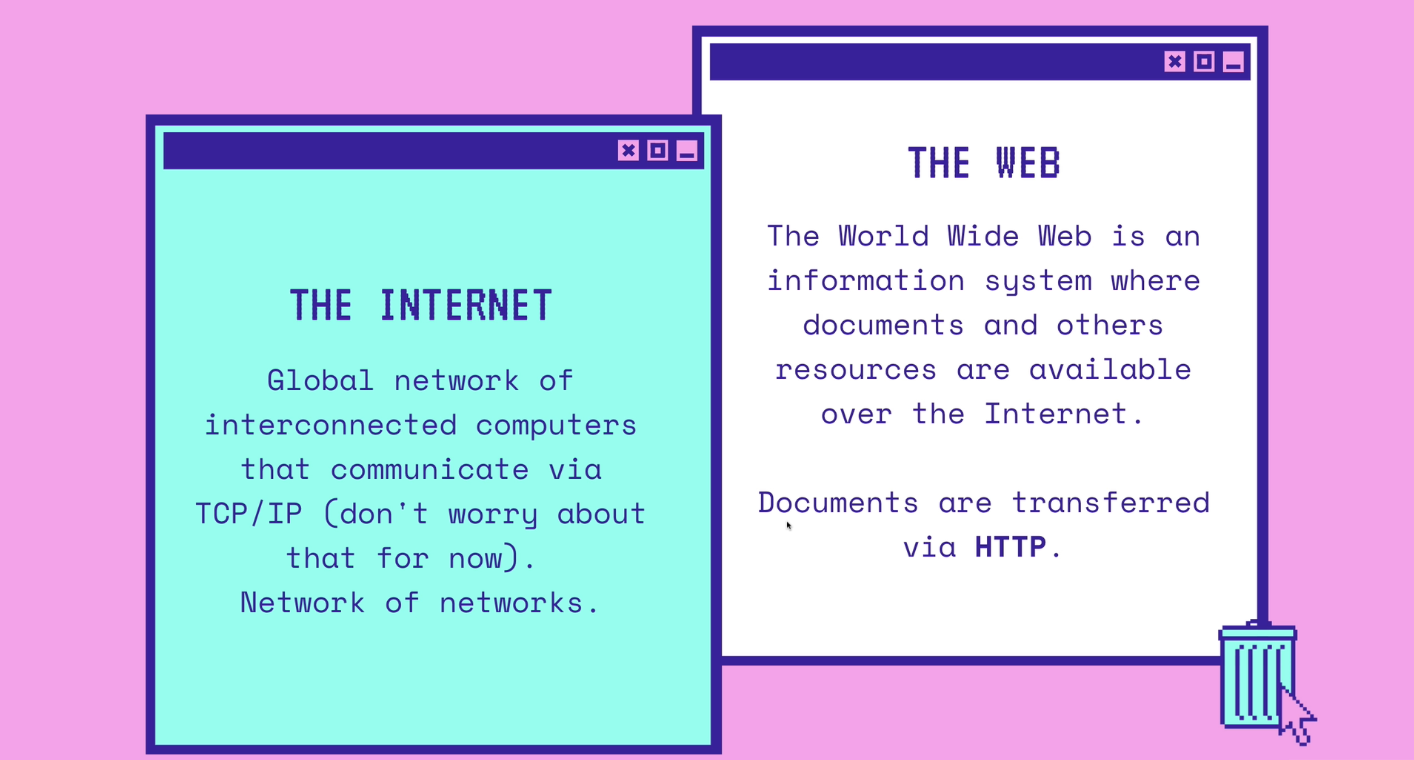 THE INTERNET
Global network of
interconnected computers
that communicate via
TCP/IP (don't worry about
that for now).
Network of networks.
THE WEB
The World Wide Web is an
information system where
documents and others
resources are available
over the Internet.
Documents are transferred
via HTTP.